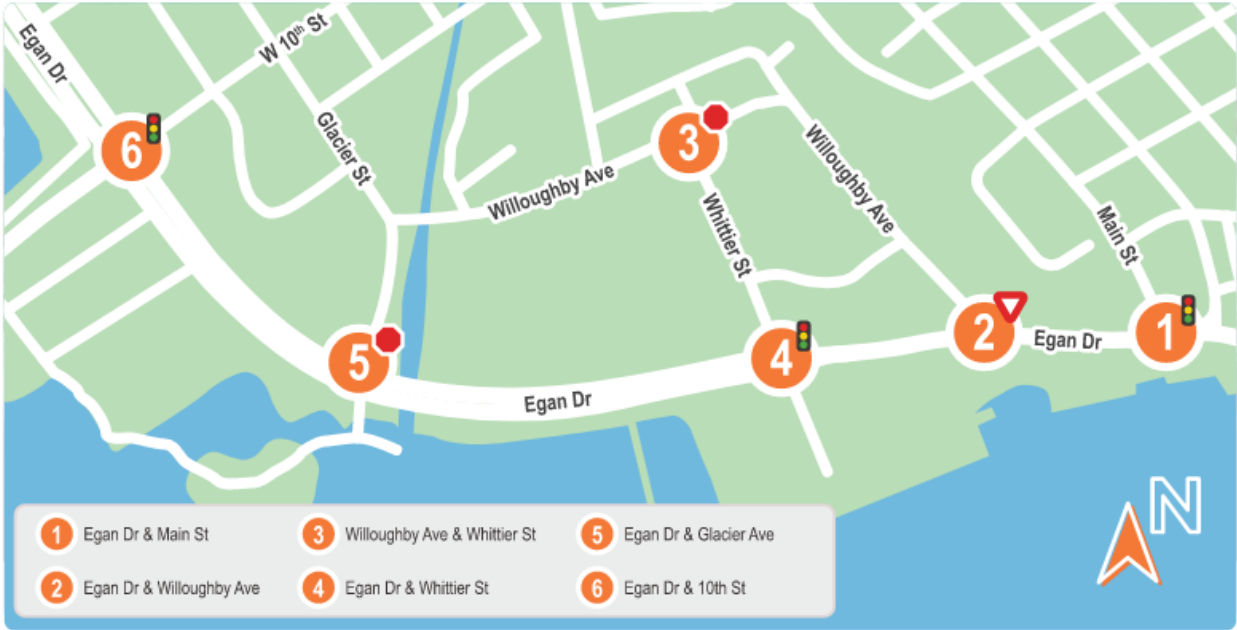 Egan Dr
W 10th St
Glacier St
6
3
Willoughby Ave
Willoughby Ave
Whittier St
Main St
5
4
2
1
Egan Dr
Egan Dr
N
1 Egan Dr & Main St
3 Willoughby Ave & Whittier St
5 Egan Dr & Glacier Ave
2 Egan Dr & Willoughby Ave
4 Egan Dr & Whittier St
6 Egan Dr & 10th St